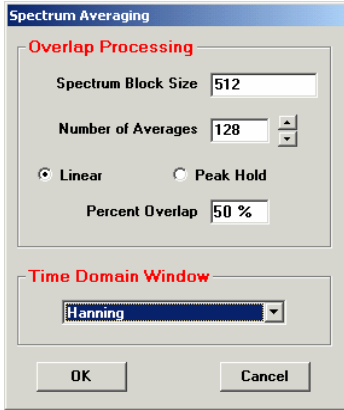 Spectrum Averaging
Overlap Processing
Spectrum Block Size 512
Number of Averages 128
Linear Peak Hold
Percent Overlap 50 %
Time Domain Window
Hanning
OK Cancel